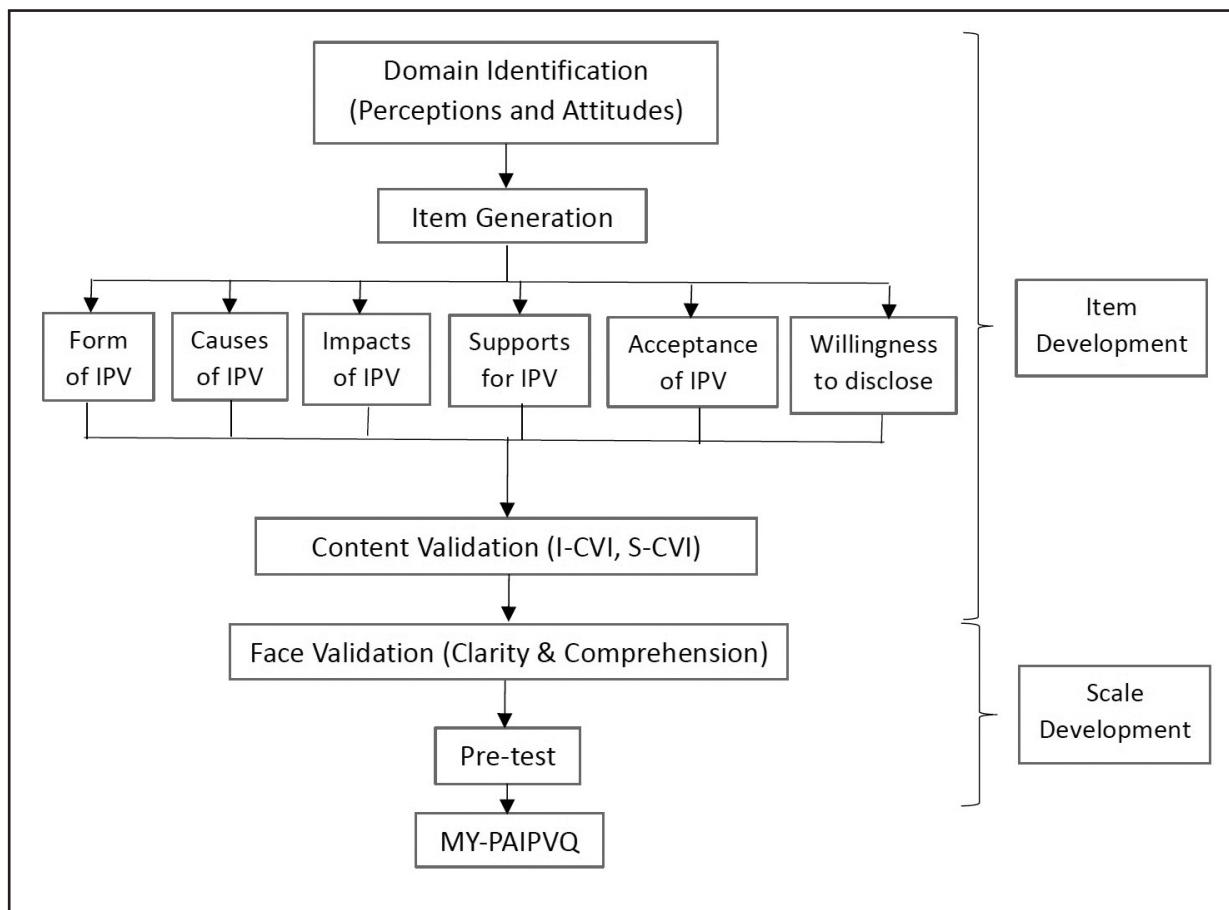 Domain Identification
(Perceptions and Attitudes)
Item Generation
Form
of IPV
Causes
of IPV
Impacts
of IPV
Supports
for IPV
Acceptance
of IPV
Willingness
to disclose
Item
Development
Content Validation (I-CVI, S-CVI)
Face Validation (Clarity & Comprehension)
Scale
Development
Pre-test
MY-PAIPVQ